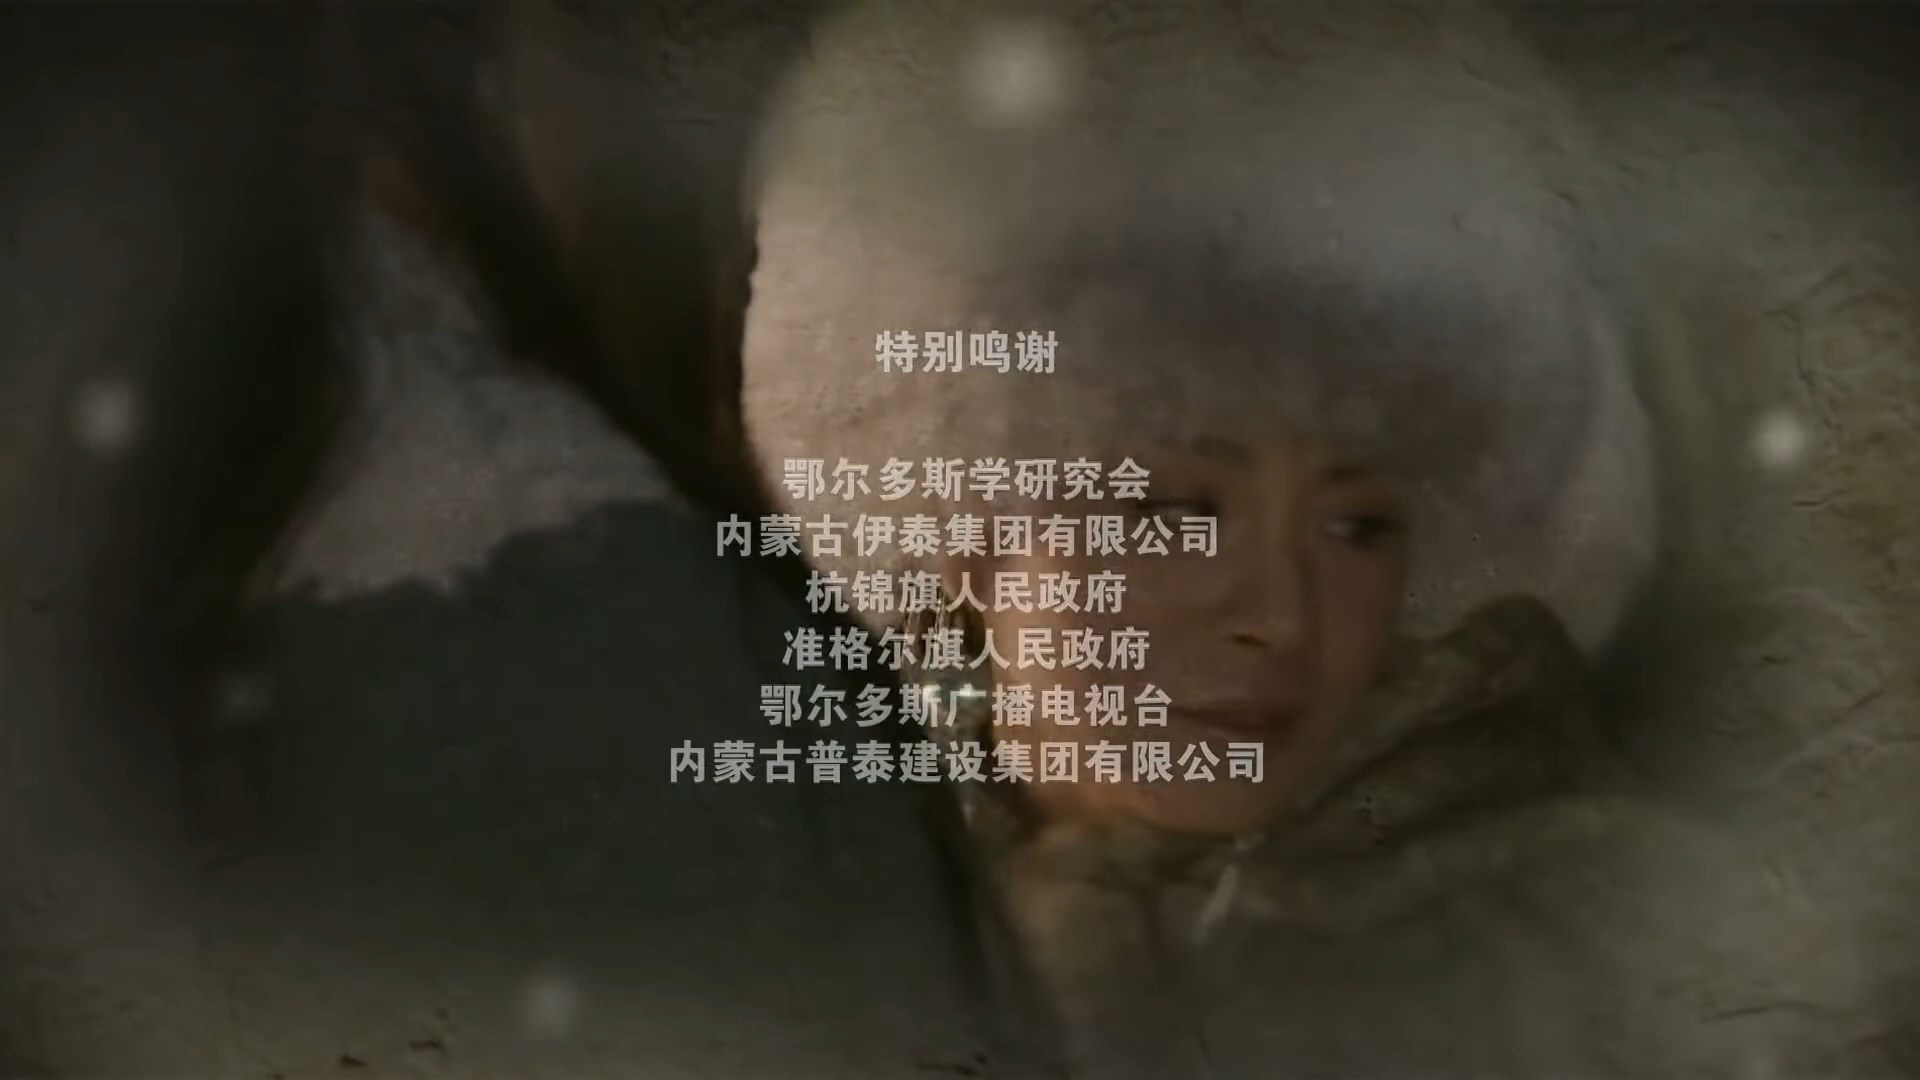 特别鸣谢
鄂尔多斯学研究会
内蒙古伊泰集团有限公司
杭锦旗人民政府
准格尔旗人民政府
鄂尔多斯广播电视台
内蒙古普泰建设集团有限公司